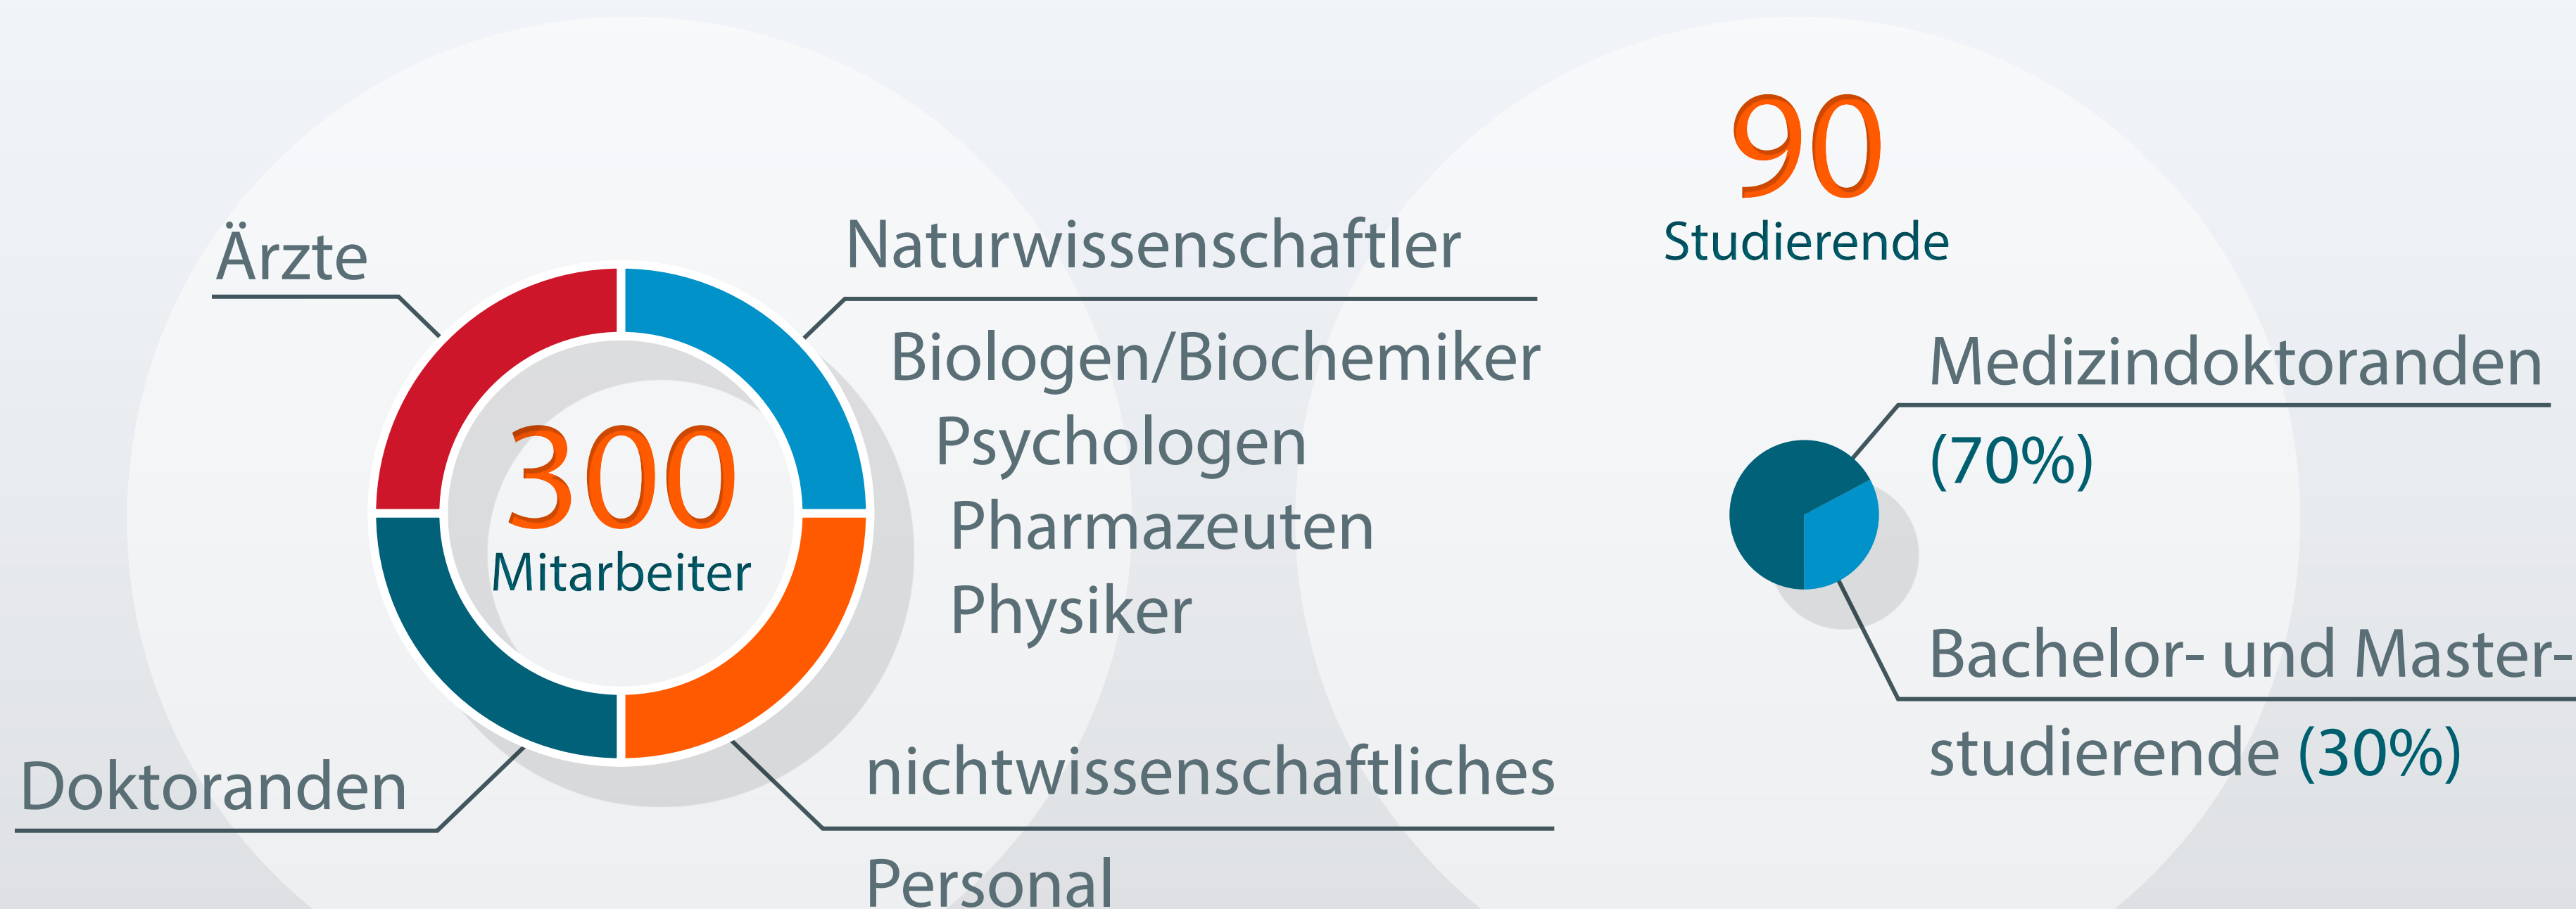 Ärzte
300
Mitarbeiter
Doktoranden
Naturwissenschaftler
Biologen/Biochemiker
Psychologen
Pharmazeuten
Physiker
nichtwissenschaftliches
Personal
90
Studierende
Medizindoktoranden
(70%)
Bachelor- und Master-
studierende (30%)